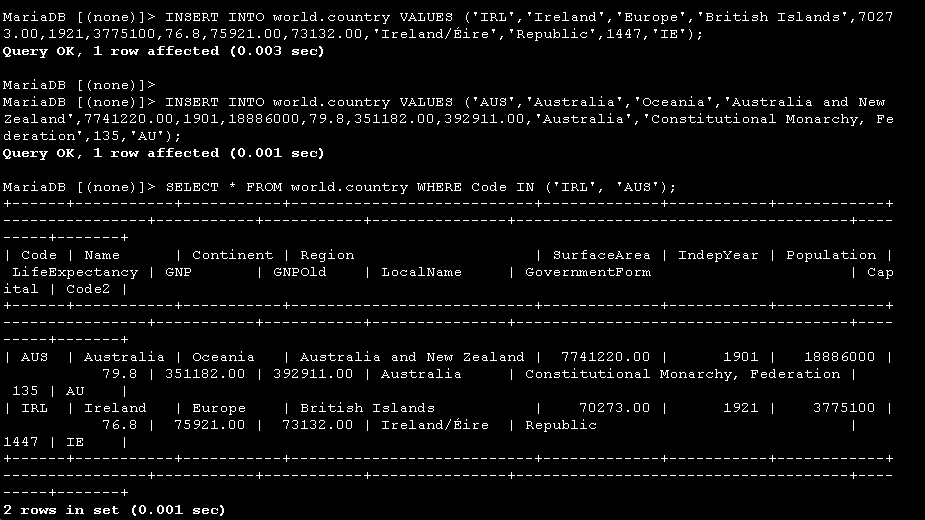 MariaDB [(none)]> INSERT INTO world.country VALUES ('IRL','Ireland','Europe','British Islands',7027
3.00,1921,3775100,76.8,75921.00,73132.00,'Ireland/Éire','Republic',1447,'IE');
Query OK, 1 row affected (0.003 sec)

MariaDB [(none)]>
MariaDB [(none)]> INSERT INTO world.country VALUES ('AUS','Australia','Oceania','Australia and New
Zealand',7741220.00,1901,18886000,79.8,351182.00,392911.00,'Australia','Constitutional Monarchy, Fe
deration',135,'AU');
Query OK, 1 row affected (0.001 sec)

MariaDB [(none)]> SELECT * FROM world.country WHERE Code IN ('IRL', 'AUS');
+------+-----------+-----------+---------------------------+-------------+-----------+------------+
----------------+-----------+-----------+---------------+-------------------------------------+----
-----+-------+
| Code | Name      | Continent | Region                    | SurfaceArea | IndepYear | Population |
 LifeExpectancy | GNP       | GNPOld    | LocalName     | GovernmentForm                      | Cap
ital | Code2 |
+------+-----------+-----------+---------------------------+-------------+-----------+------------+
----------------+-----------+-----------+---------------+-------------------------------------+----
-----+-------+
| AUS  | Australia | Oceania   | Australia and New Zealand |  7741220.00 |      1901 |   18886000 |
           79.8 | 351182.00 | 392911.00 | Australia     | Constitutional Monarchy, Federation |
 135 | AU    |
| IRL  | Ireland   | Europe    | British Islands           |    70273.00 |      1921 |    3775100 |
           76.8 |  75921.00 |  73132.00 | Ireland/Éire  | Republic                            |
1447 | IE    |
+------+-----------+-----------+---------------------------+-------------+-----------+------------+
----------------+-----------+-----------+---------------+-------------------------------------+----
-----+-------+
2 rows in set (0.001 sec)